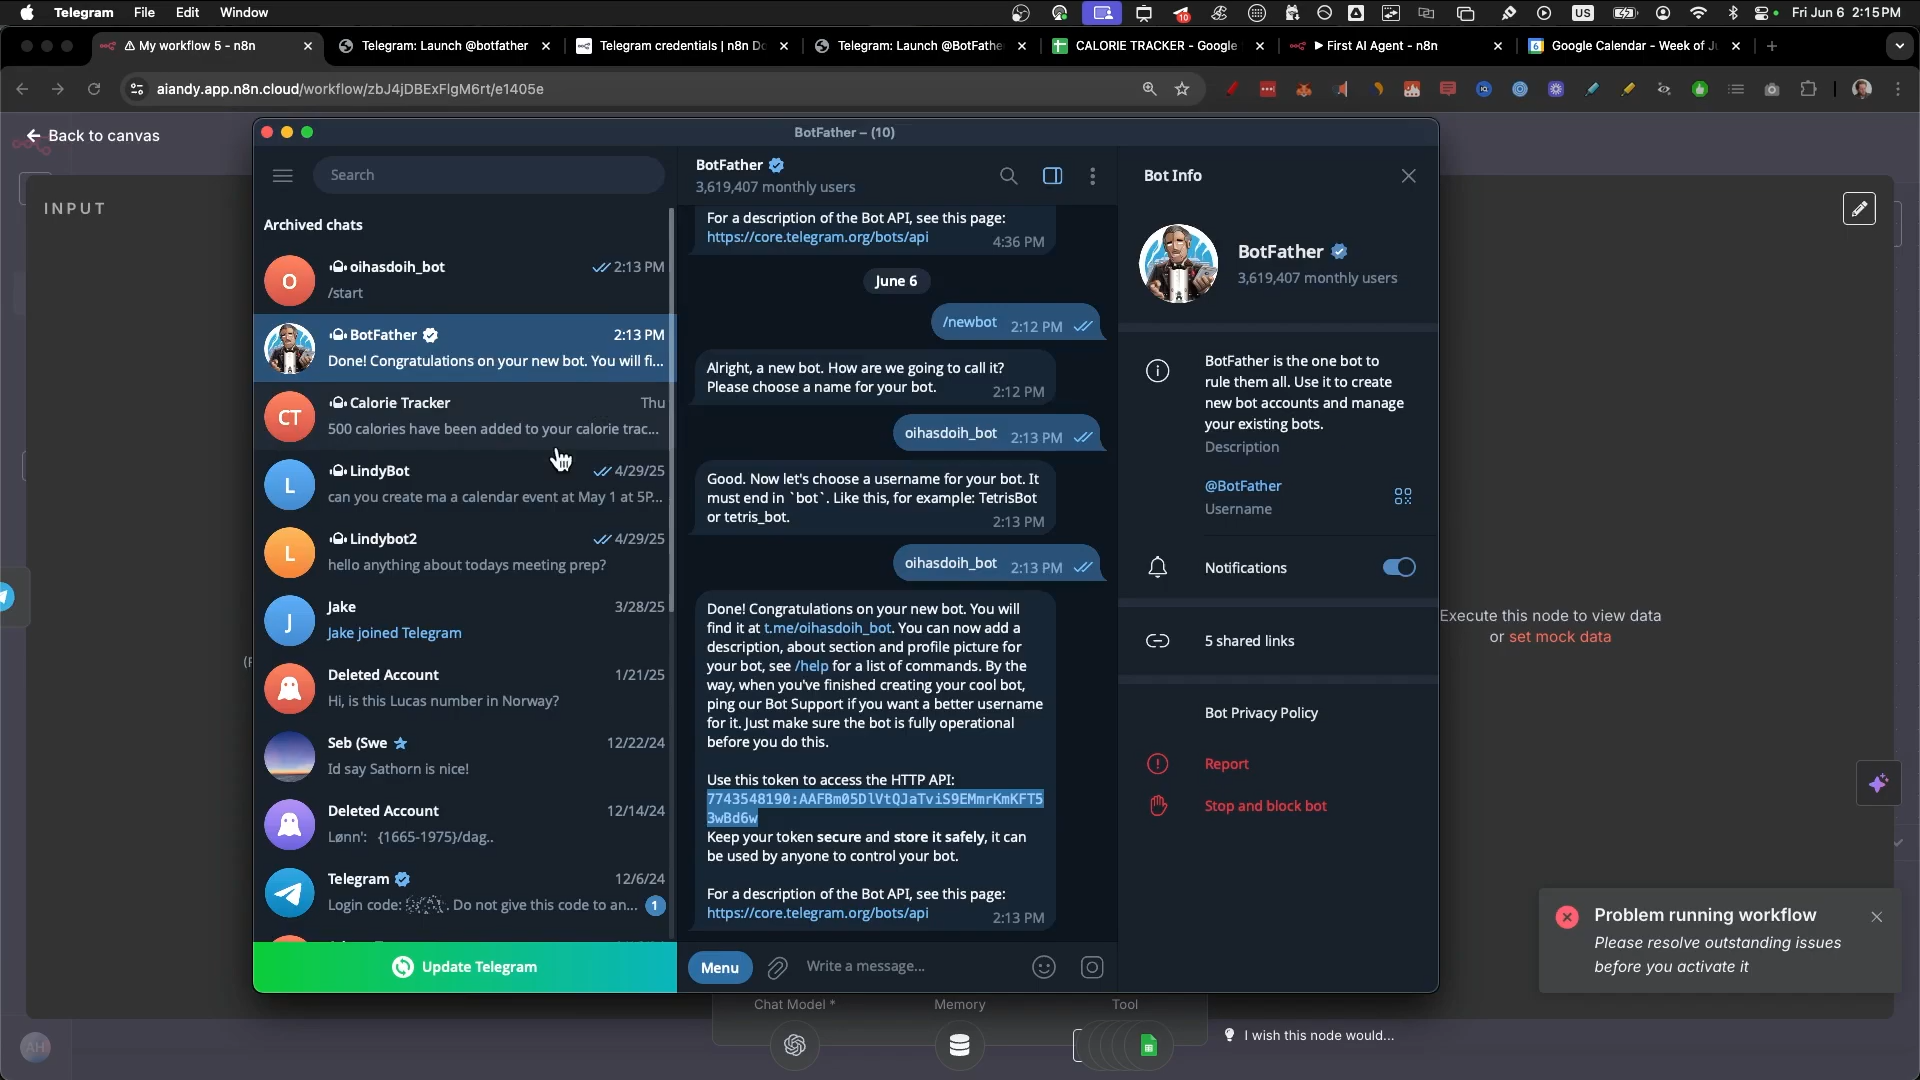 Telegram File Edit Window
10
US
Fri Jun 6 2:15 PM
My workflow 5 - n8n
Telegram: Launch @botfather
Telegram credentials | n8n Do
Telegram: Launch @BotFathe
CALORIE TRACKER - Google
First AI Agent - n8n
Google Calendar - Week of Ju
aiandy.app.n8n.cloud/workflow/zbJ4jDBExFlgM6rt/e1405e
Back to canvas
INPUT
BotFather – (10)
Search
Archived chats
O
oihasdoih_bot
2:13 PM
/start
BotFather
2:13 PM
Done! Congratulations on your new bot. You will fi...
CT
Calorie Tracker
Thu
500 calories have been added to your calorie trac...
L
LindyBot
4/29/25
can you create ma a calendar event at May 1 at 5P...
L
Lindybot2
4/29/25
hello anything about todays meeting prep?
J
Jake
3/28/25
Jake joined Telegram
Deleted Account
1/21/25
Hi, is this Lucas number in Norway?
Seb (Swe
12/22/24
Id say Sathorn is nice!
Deleted Account
12/14/24
Lønn': {1665-1975}/dag..
Telegram
12/6/24
Login code: . Do not give this code to an...
1
Update Telegram
BotFather
3,619,407 monthly users
For a description of the Bot API, see this page:
https://core.telegram.org/bots/api
4:36 PM
June 6
/newbot 2:12 PM
Alright, a new bot. How are we going to call it?
Please choose a name for your bot.
2:12 PM
oihasdoih_bot 2:13 PM
Good. Now let's choose a username for your bot. It
must end in `bot`. Like this, for example: TetrisBot
or tetris_bot.
2:13 PM
oihasdoih_bot 2:13 PM
Done! Congratulations on your new bot. You will
find it at t.me/oihasdoih_bot. You can now add a
description, about section and profile picture for
your bot, see /help for a list of commands. By the
way, when you've finished creating your cool bot,
ping our Bot Support if you want a better username
for it. Just make sure the bot is fully operational
before you do this.
Use this token to access the HTTP API:
7743548190:AAFBm05DlVtQJaTviS9EMmrKmKFT5
3wBd6w
Keep your token secure and store it safely, it can
be used by anyone to control your bot.
For a description of the Bot API, see this page:
https://core.telegram.org/bots/api
2:13 PM
Menu
Write a message...
Bot Info
BotFather
3,619,407 monthly users
BotFather is the one bot to
rule them all. Use it to create
new bot accounts and manage
your existing bots.
Description
@BotFather
Username
Notifications
5 shared links
Bot Privacy Policy
Report
Stop and block bot
Execute this node to view data
or set mock data
Problem running workflow
Please resolve outstanding issues
before you activate it
Chat Model *
Memory
Tool
I wish this node would...
AH